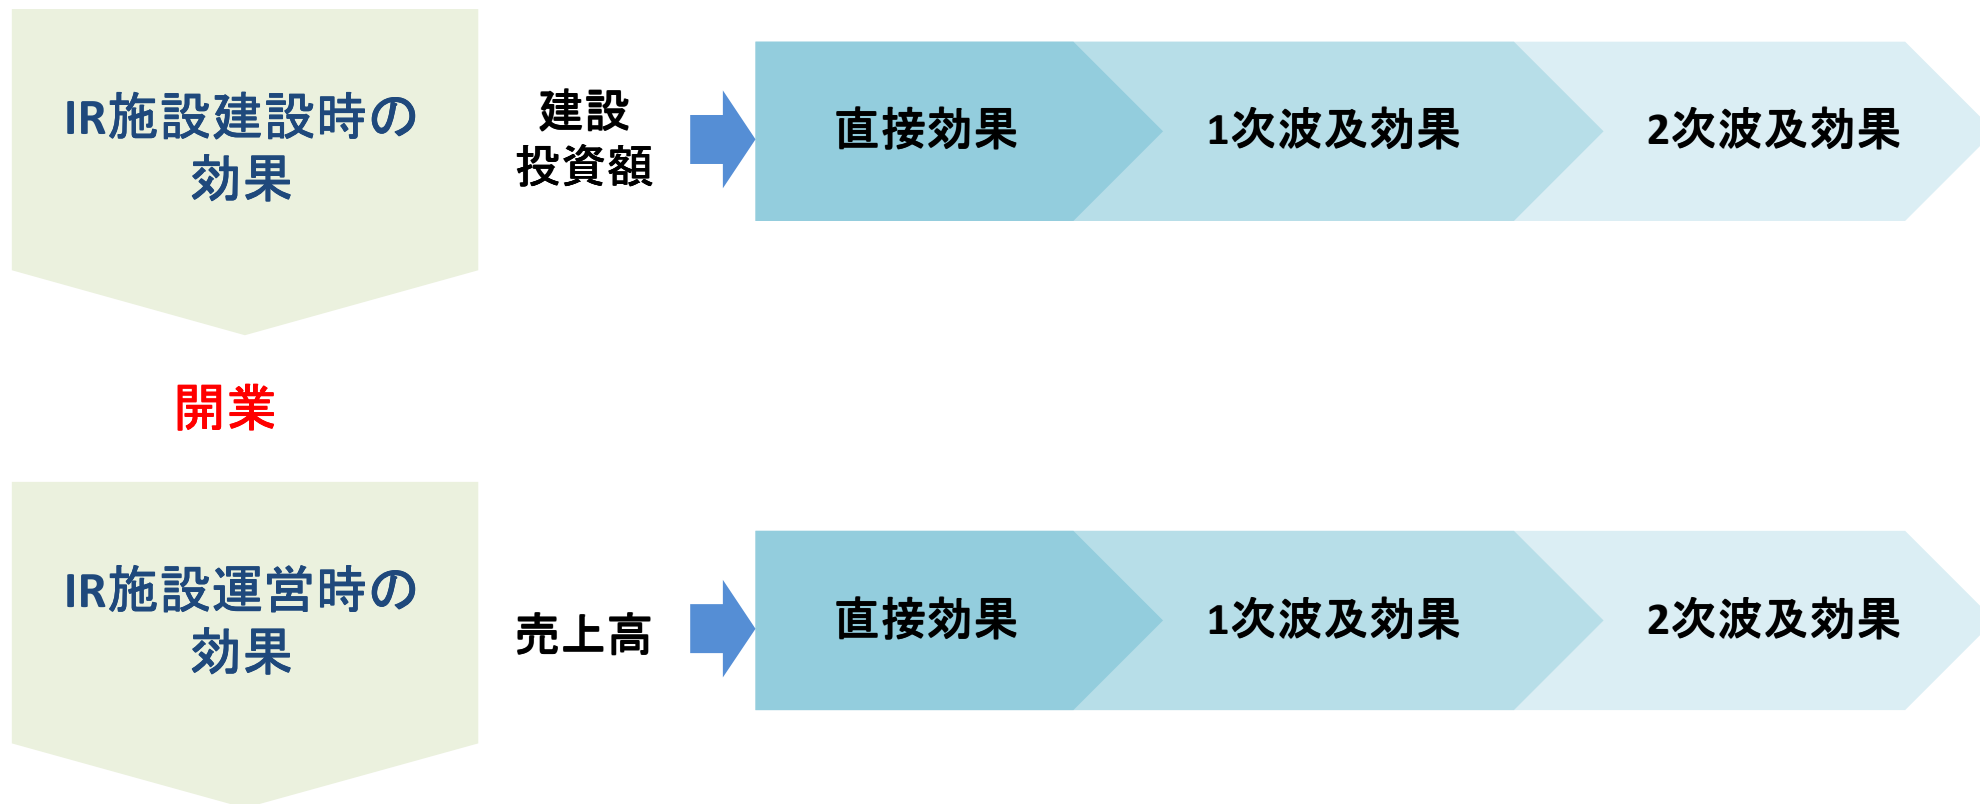 IR施設建設時の
効果
建設
投資額
直接効果
1次波及効果
2次波及効果
開業
IR施設運営時の
効果
売上高
直接効果
1次波及効果
2次波及効果